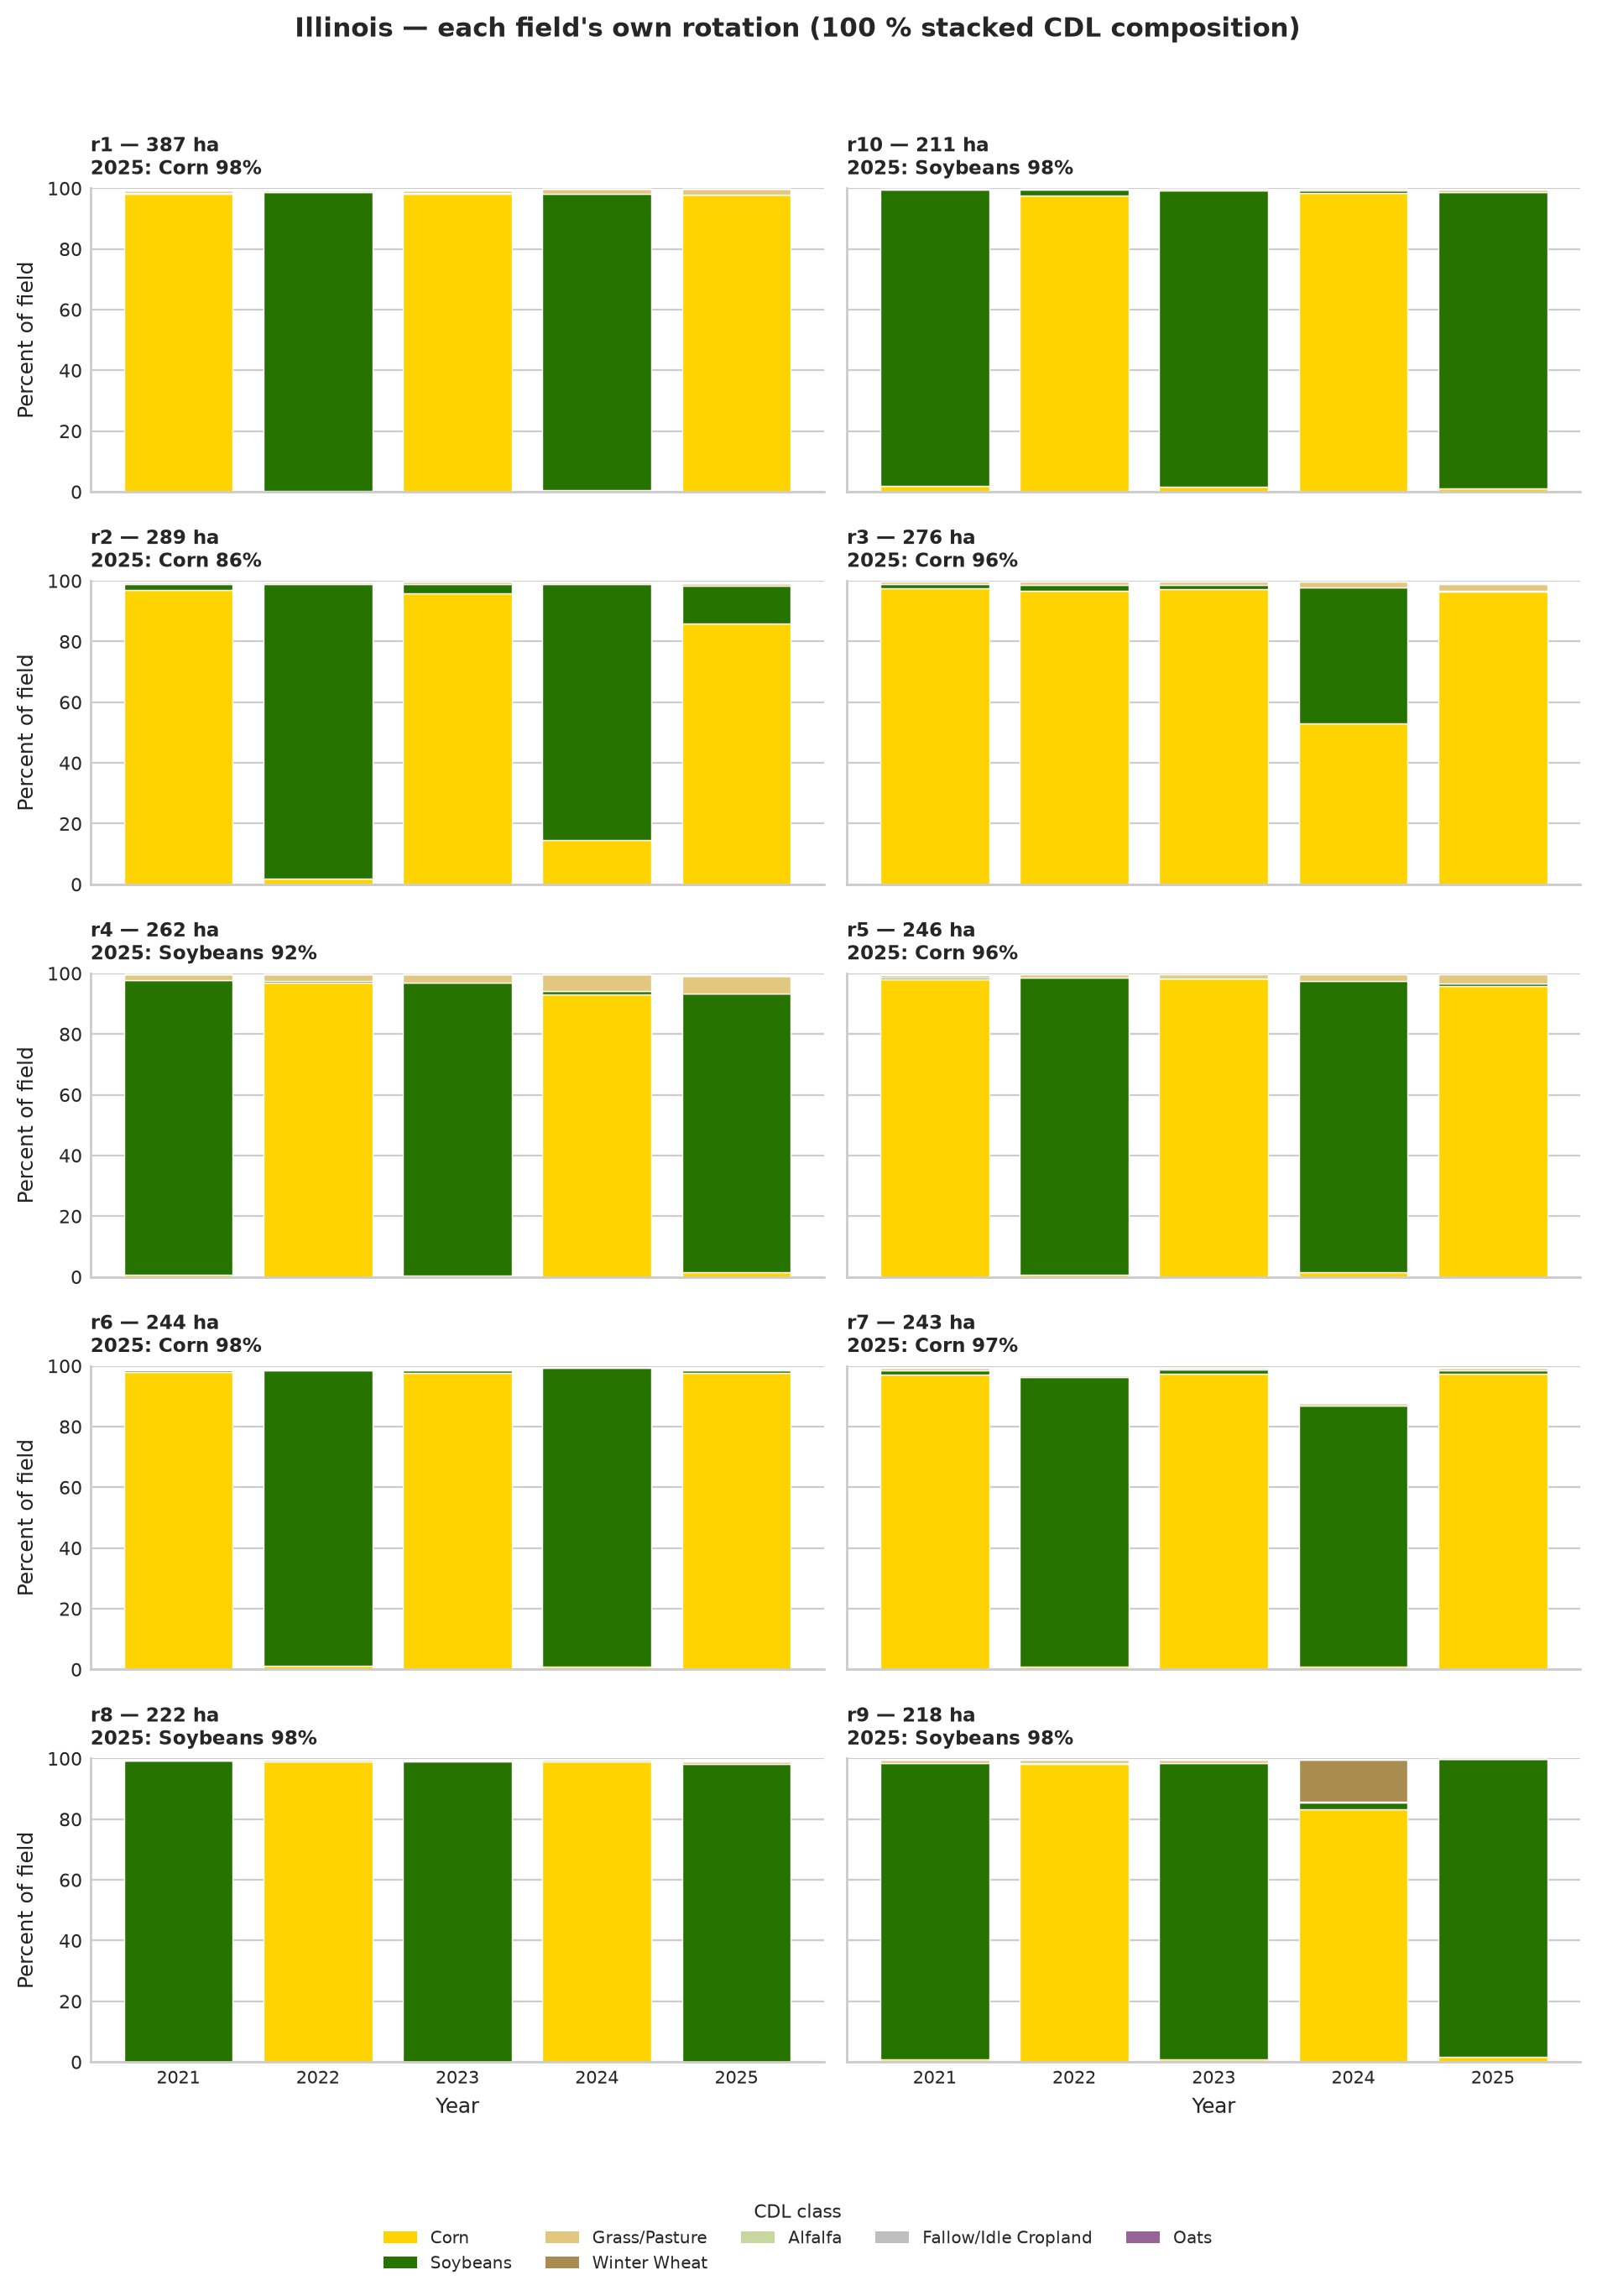 Illinois — each field's own rotation (100 % stacked CDL composition)
r1 — 387 ha
2025: Corn 98%
r10 — 211 ha
2025: Soybeans 98%
100
80
60
40
20
0
Percent of field
r2 — 289 ha
2025: Corn 86%
r3 — 276 ha
2025: Corn 96%
100
80
60
40
20
0
Percent of field
r4 — 262 ha
2025: Soybeans 92%
r5 — 246 ha
2025: Corn 96%
100
80
60
40
20
0
Percent of field
r6 — 244 ha
2025: Corn 98%
r7 — 243 ha
2025: Corn 97%
100
80
60
40
20
0
Percent of field
r8 — 222 ha
2025: Soybeans 98%
r9 — 218 ha
2025: Soybeans 98%
100
80
60
40
20
0
Percent of field
2021 2022 2023 2024 2025
Year
2021 2022 2023 2024 2025
Year
CDL class
Corn Grass/Pasture Alfalfa Fallow/Idle Cropland Oats
Soybeans Winter Wheat